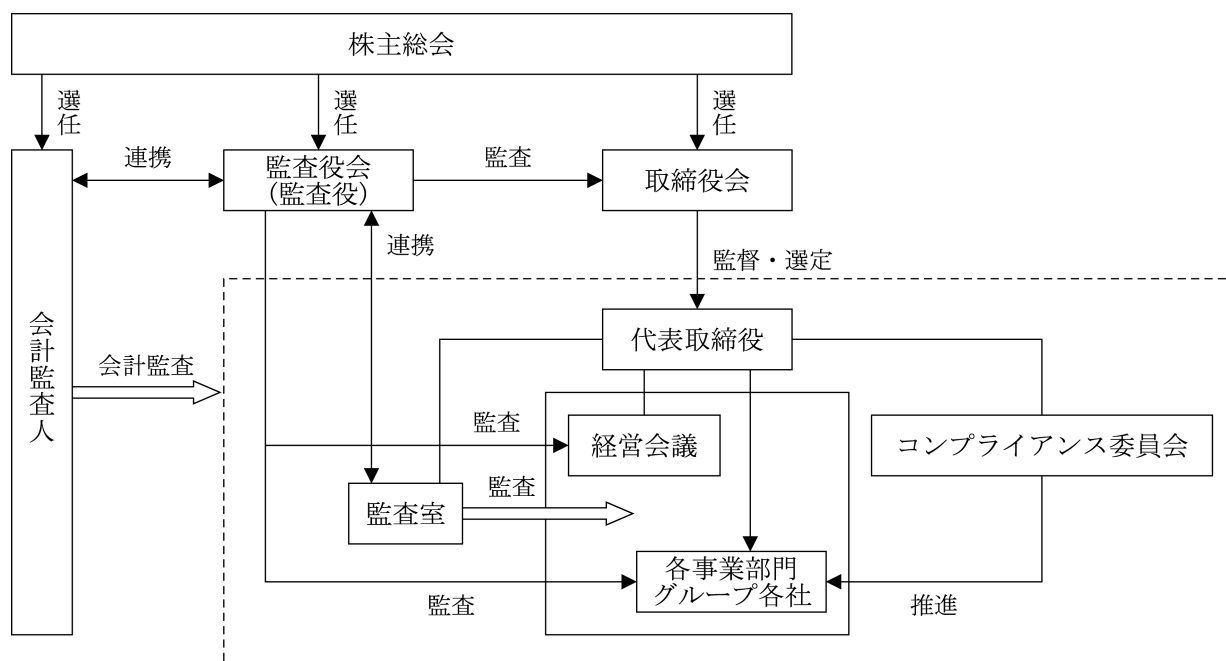 株主総会
選任
選任
選任
連携
監査役会
(監査役)
監査
取締役会
連携
監督・選定
会計監査人
会計監査
代表取締役
監査
経営会議
コンプライアンス委員会
監査
監査室
各事業部門
グループ各社
監査
推進